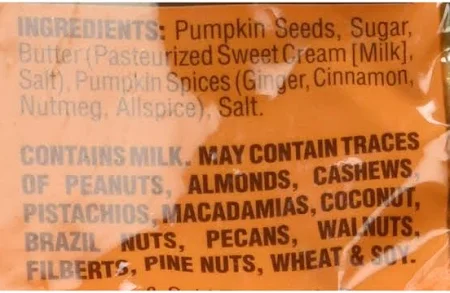 INGREDIENTS: Pumpkin Seeds, Sugar,
Butter (Pasteurized Sweet Cream [Milk],
Salt), Pumpkin Spices (Ginger, Cinnamon,
Nutmeg, Allspice), Salt.
CONTAINS MILK. MAY CONTAIN TRACES
OF PEANUTS, ALMONDS, CASHEWS,
PISTACHIOS, MACADAMIAS, COCONUT,
BRAZIL NUTS, PECANS, WALNUTS,
FILBERTS, PINE NUTS, WHEAT & SOY.